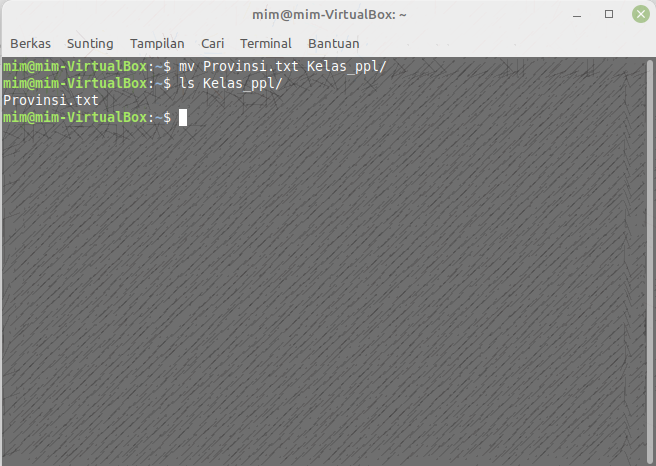 mim@mim-VirtualBox: ~
Berkas Sunting Tampilan Cari Terminal Bantuan
mim@mim-VirtualBox:~$ mv Provinsi.txt Kelas_ppl/
mim@mim-VirtualBox:~$ ls Kelas_ppl/
Provinsi.txt
mim@mim-VirtualBox:~$